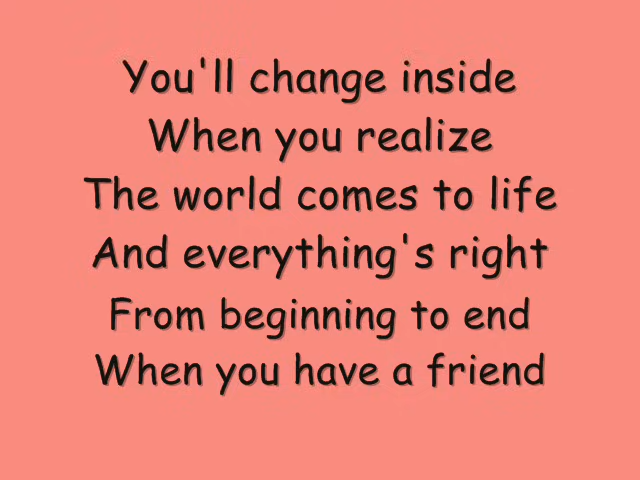 You'll change inside
When you realize
The world comes to life
And everything's right
From beginning to end
When you have a friend